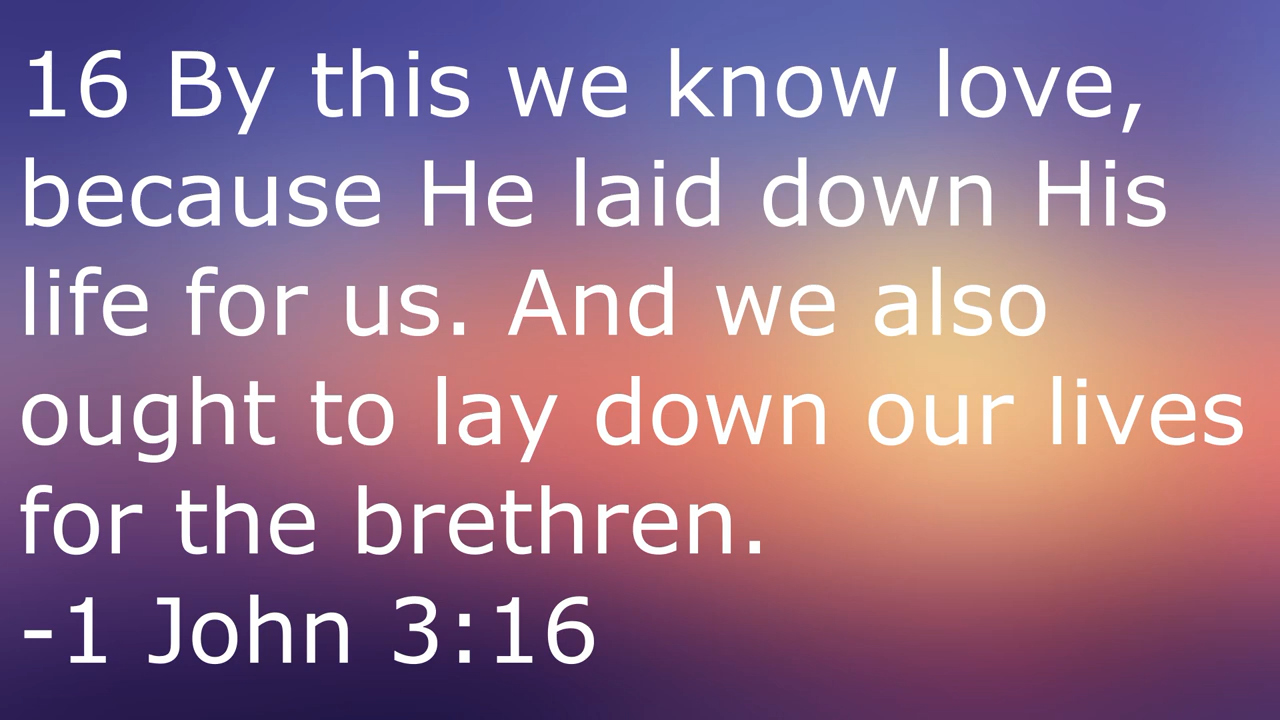 16 By this we know love,
because He laid down His
life for us. And we also
ought to lay down our lives
for the brethren.
-1 John 3:16